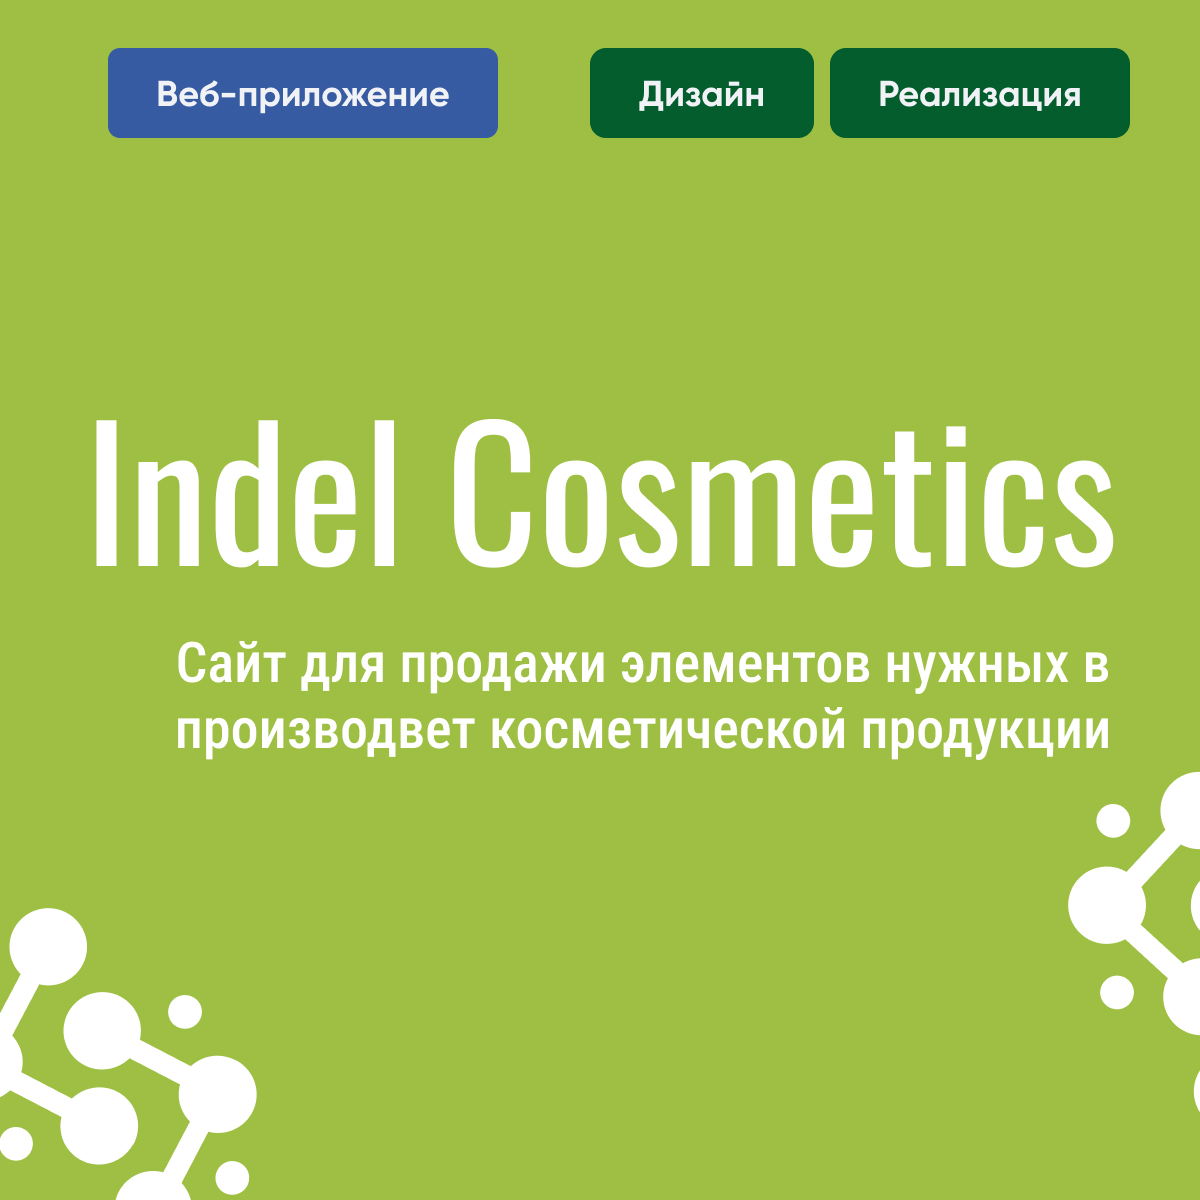 Веб-приложение
Дизайн
Реализация
Indel Cosmetics
Сайт для продажи элементов нужных в
производвет косметической продукции